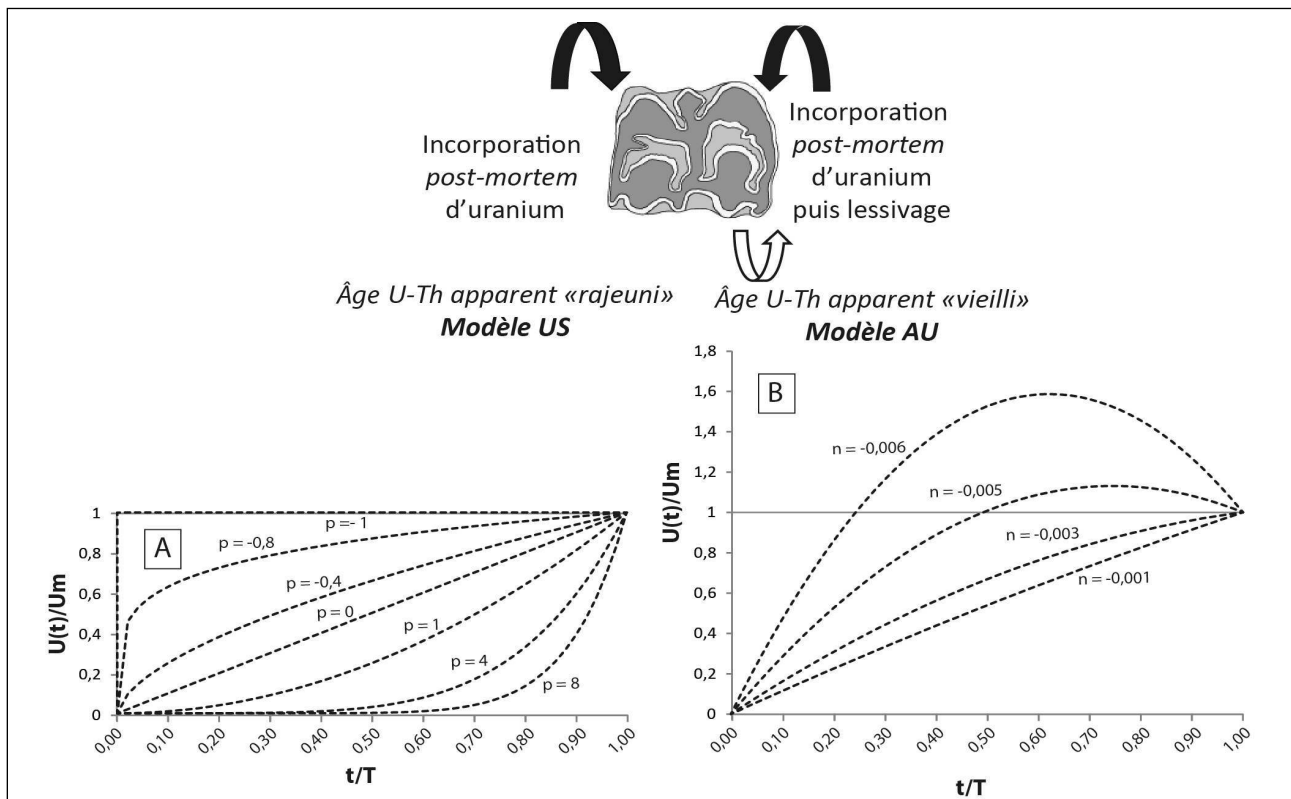 Incorporation
post-mortem
d'uranium
Incorporation
post-mortem
d'uranium
puis lessivage
Âge U-Th apparent «rajeuni»
Modèle US
Âge U-Th apparent «vieilli»
Modèle AU
A
U(t)/Um
1
0,8
0,6
0,4
0,2
0
p=- 1
p = -0,8
p = -0,4
p = 0
p = 1
p = 4
p = 8
0,00
0,10
0,20
0,30
0,40
0,50
0,60
0,70
0,80
0,90
1,00
t/T
B
U(t)/Um
1,8
1,6
1,4
1,2
1
0,8
0,6
0,4
0,2
0
n = -0,006
n = -0,005
n = -0,003
n = -0,001
0,00
0,10
0,20
0,30
0,40
0,50
0,60
0,70
0,80
0,90
1,00
t/T